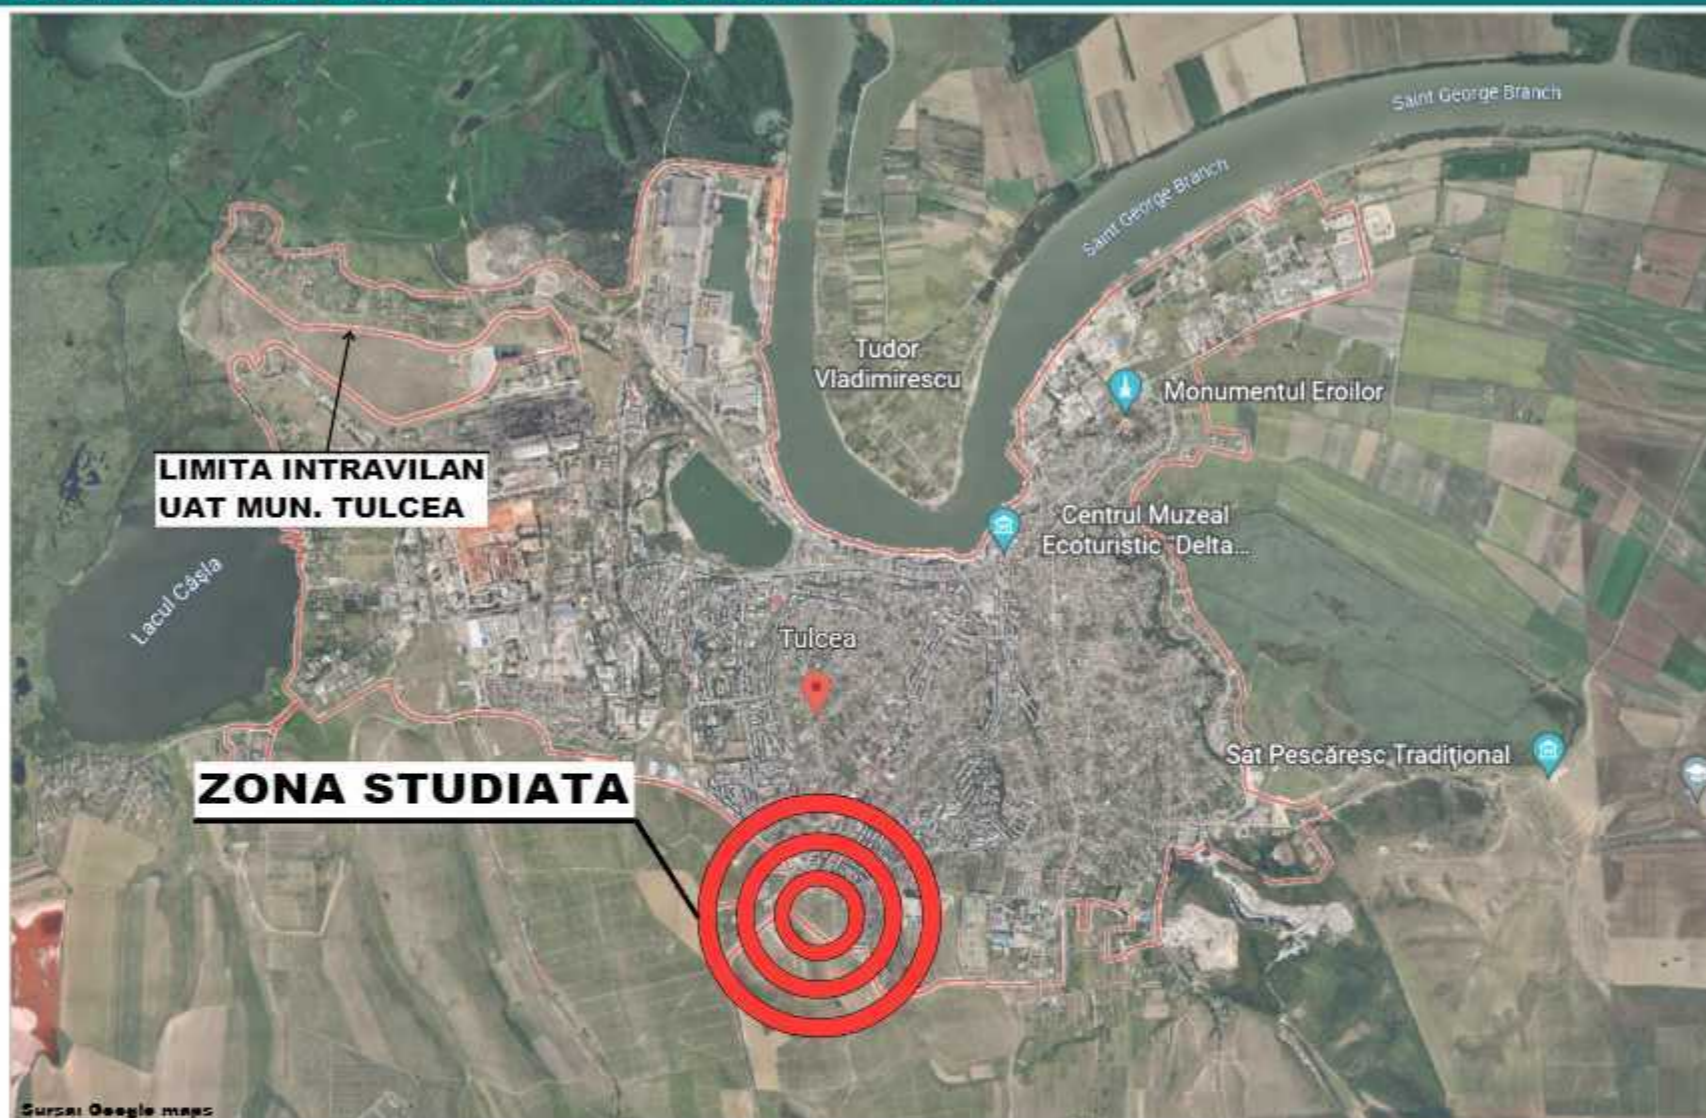 Saint George Branch
Saint George Branch
Tudor
Vladimirescu
Monumentul Eroilor
LIMITA INTRAVILAN
UAT MUN. TULCEA
Centrul Muzeal
Ecoturistic "Delta...
Lacul Câșla
Tulcea
Sat Pescăresc Tradițional
ZONA STUDIATA
Sursa: Google maps